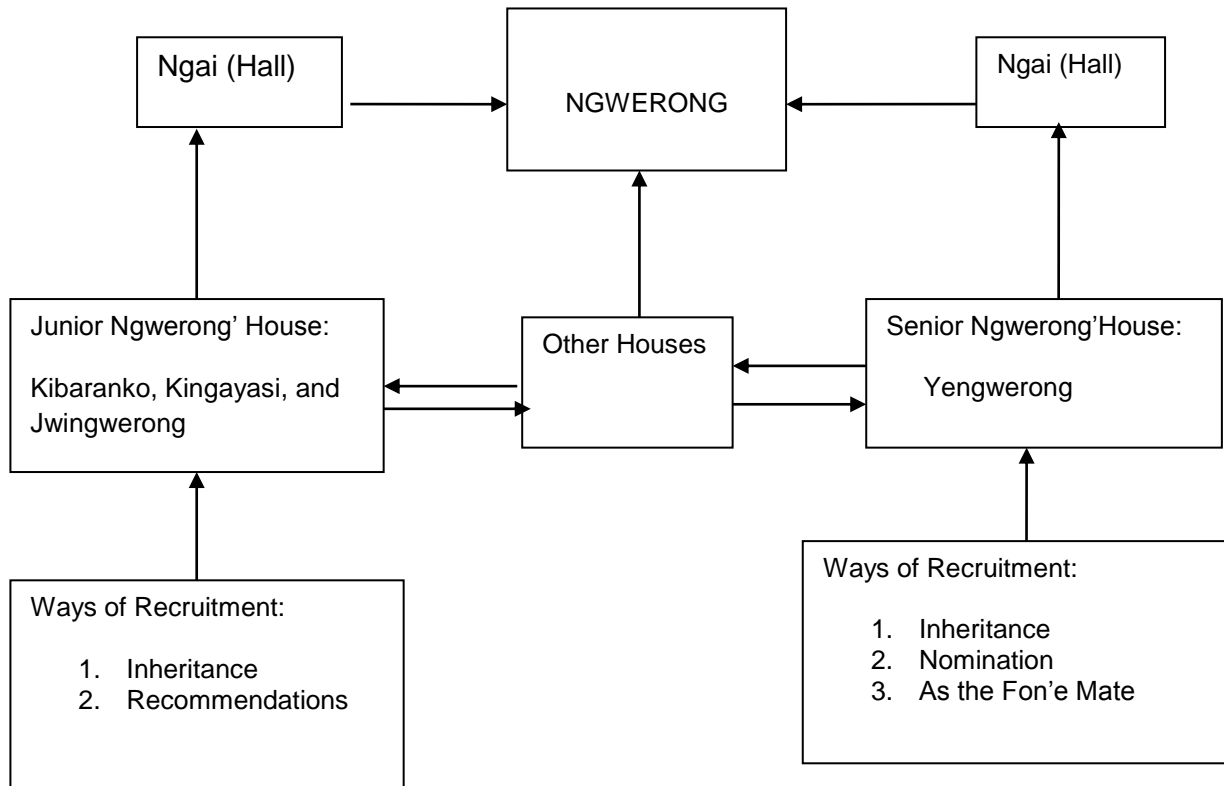 Ngai (Hall)
NGWERONG
Ngai (Hall)
Junior Ngwerong’ House:
Kibaranko, Kingayasi, and
Jwingwerong
Other Houses
Senior Ngwerong’House:
Yengwerong
Ways of Recruitment:
1. Inheritance
2. Recommendations
Ways of Recruitment:
1. Inheritance
2. Nomination
3. As the Fon’e Mate